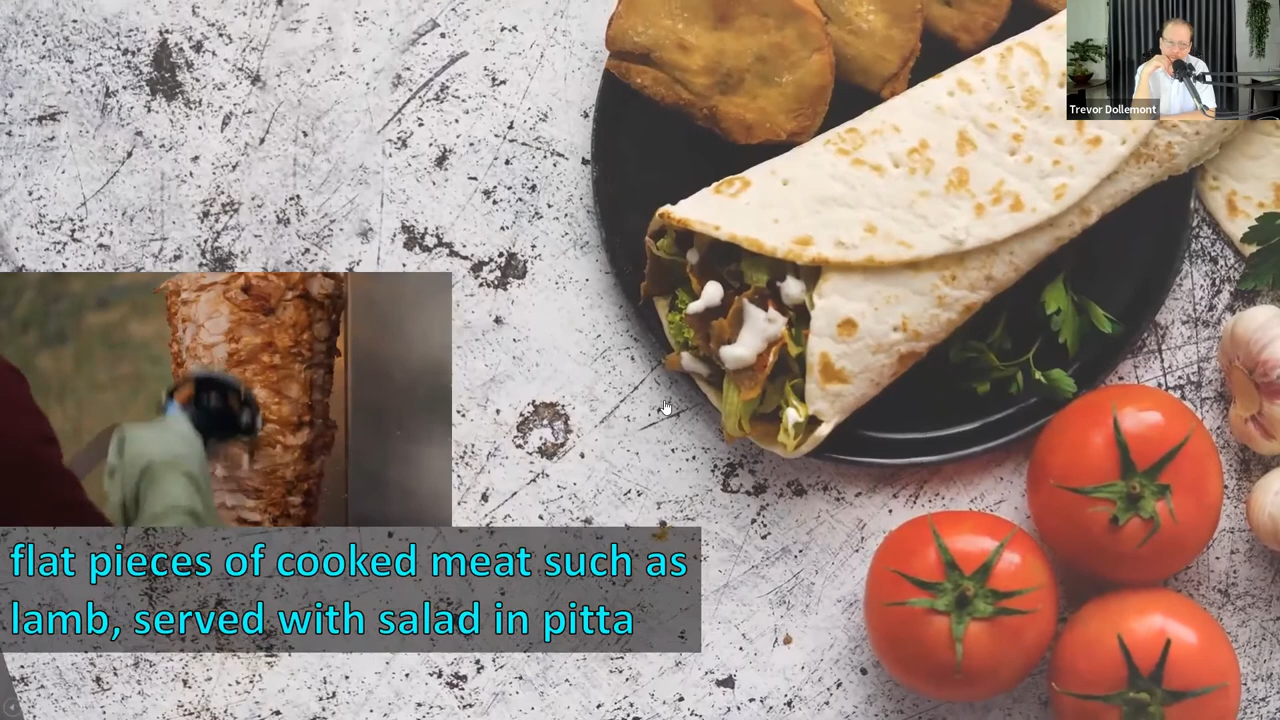 Trevor Dollemont
flat pieces of cooked meat such as
lamb, served with salad in pitta